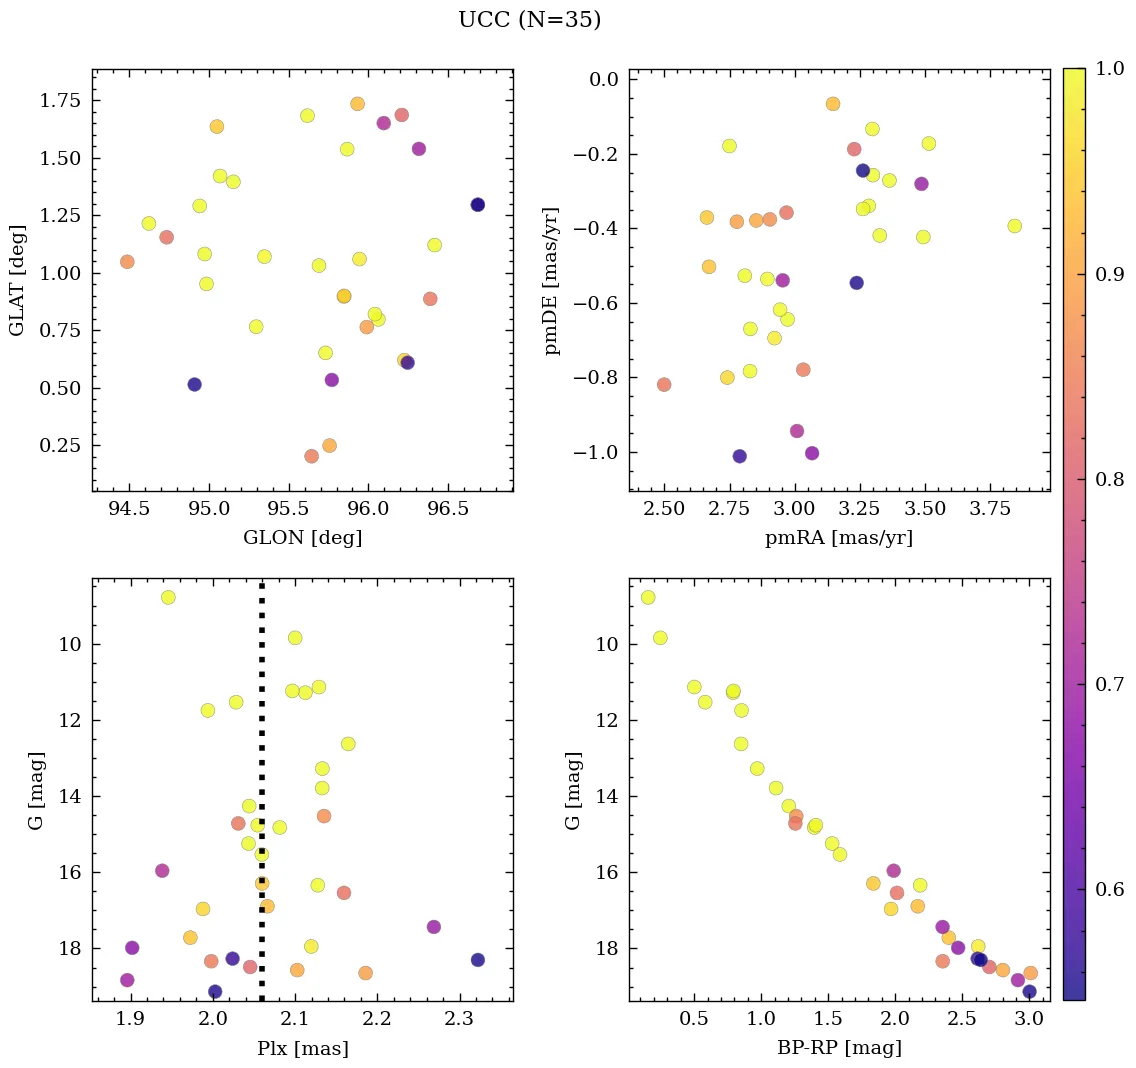 UCC (N=35)
1.75
1.50
1.25
1.00
0.75
0.50
0.25
GLAT [deg]
94.5 95.0 95.5 96.0 96.5
GLON [deg]
0.0
−0.2
−0.4
−0.6
−0.8
−1.0
pmDE [mas/yr]
2.50 2.75 3.00 3.25 3.50 3.75
pmRA [mas/yr]
10
12
14
16
18
G [mag]
1.9 2.0 2.1 2.2 2.3
Plx [mas]
10
12
14
16
18
G [mag]
0.5 1.0 1.5 2.0 2.5 3.0
BP-RP [mag]
1.0
0.9
0.8
0.7
0.6